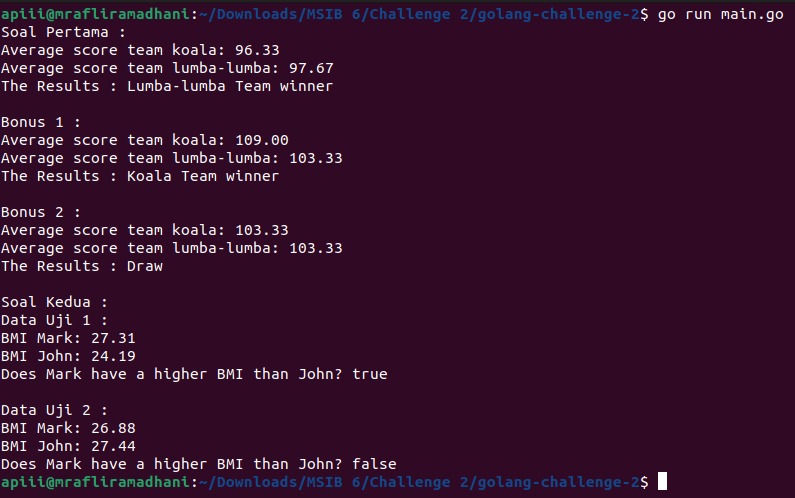 apiii@mrafliramadhani:~/Downloads/MSIB 6/Challenge 2/golang-challenge-2$ go run main.go
Soal Pertama :
Average score team koala: 96.33
Average score team lumba-lumba: 97.67
The Results : Lumba-lumba Team winner

Bonus 1 :
Average score team koala: 109.00
Average score team lumba-lumba: 103.33
The Results : Koala Team winner

Bonus 2 :
Average score team koala: 103.33
Average score team lumba-lumba: 103.33
The Results : Draw

Soal Kedua :
Data Uji 1 :
BMI Mark: 27.31
BMI John: 24.19
Does Mark have a higher BMI than John? true

Data Uji 2 :
BMI Mark: 26.88
BMI John: 27.44
Does Mark have a higher BMI than John? false
apiii@mrafliramadhani:~/Downloads/MSIB 6/Challenge 2/golang-challenge-2$